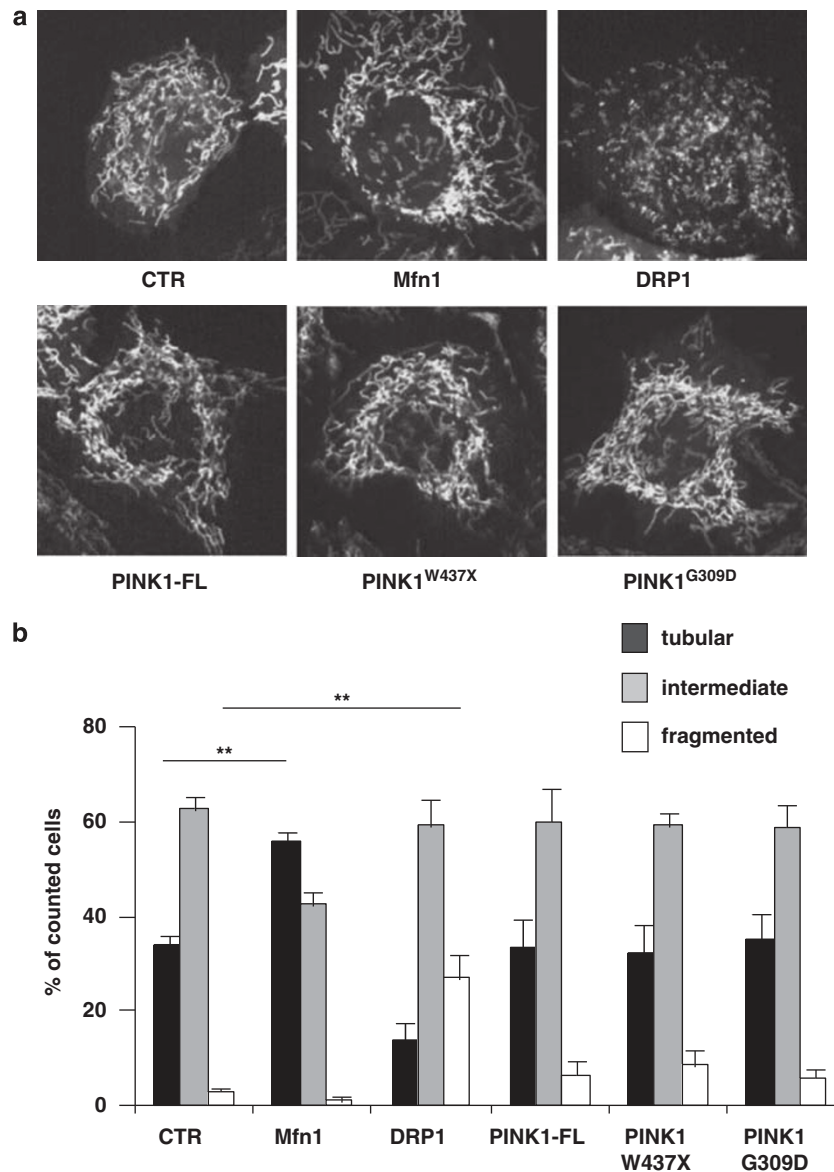 a
CTR
Mfn1
DRP1
PINK1-FL
PINK1W437X
PINK1G309D
b
tubular
intermediate
fragmented
**
**
% of counted cells
80
60
40
20
0
CTR
Mfn1
DRP1
PINK1-FL
PINK1
W437X
PINK1
G309D